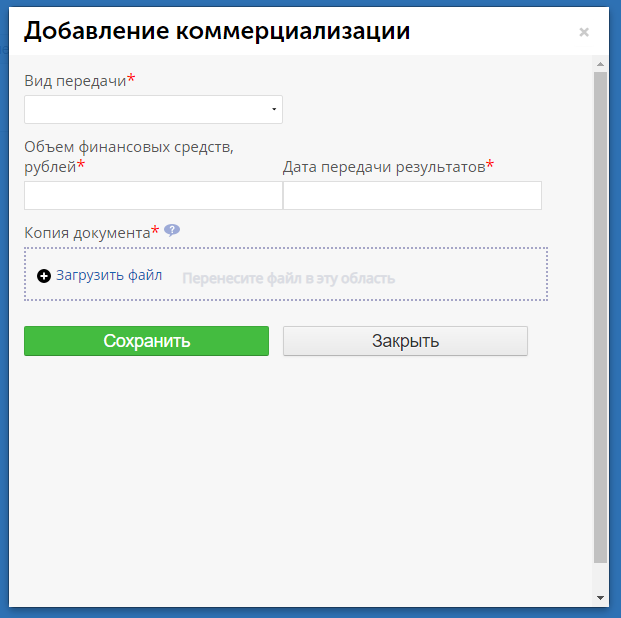 Добавление коммерциализации ×
Вид передачи*
Объем финансовых средств,
рублей* Дата передачи результатов*
Копия документа* ?
Загрузить файл Перенесите файл в эту область
Сохранить Закрыть